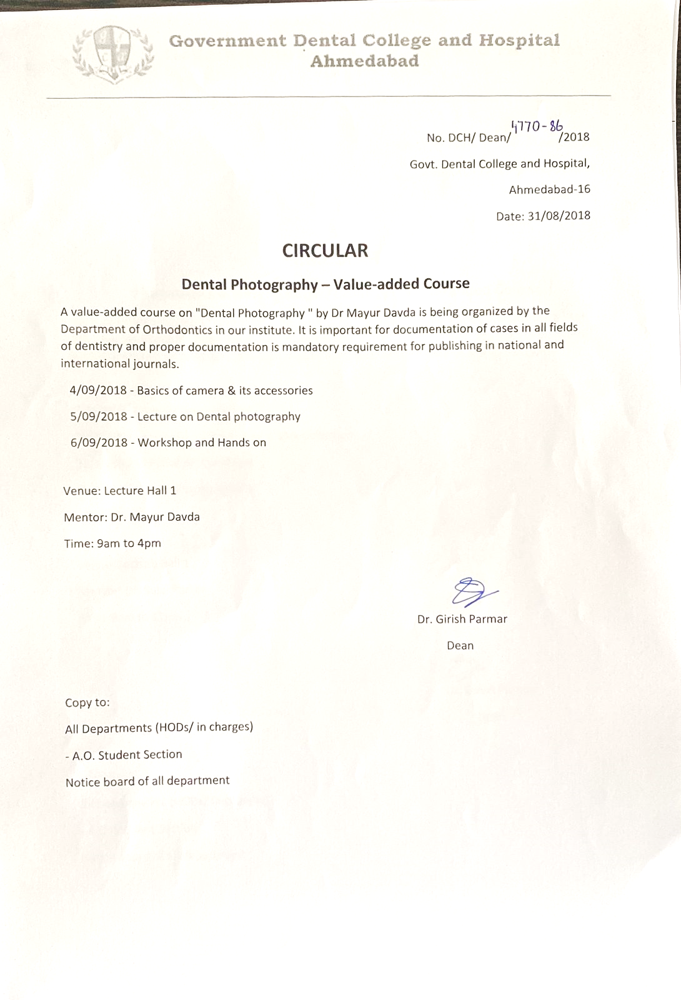 Government Dental College and Hospital
Ahmedabad
No. DCH/ Dean/4770-86/2018
Govt. Dental College and Hospital,
Ahmedabad-16
Date: 31/08/2018
CIRCULAR
Dental Photography – Value-added Course
A value-added course on "Dental Photography " by Dr Mayur Davda is being organized by the
Department of Orthodontics in our institute. It is important for documentation of cases in all fields
of dentistry and proper documentation is mandatory requirement for publishing in national and
international journals.
4/09/2018 - Basics of camera & its accessories
5/09/2018 - Lecture on Dental photography
6/09/2018 - Workshop and Hands on
Venue: Lecture Hall 1
Mentor: Dr. Mayur Davda
Time: 9am to 4pm
Dr. Girish Parmar
Dean
Copy to:
All Departments (HODs/ in charges)
- A.O. Student Section
Notice board of all department